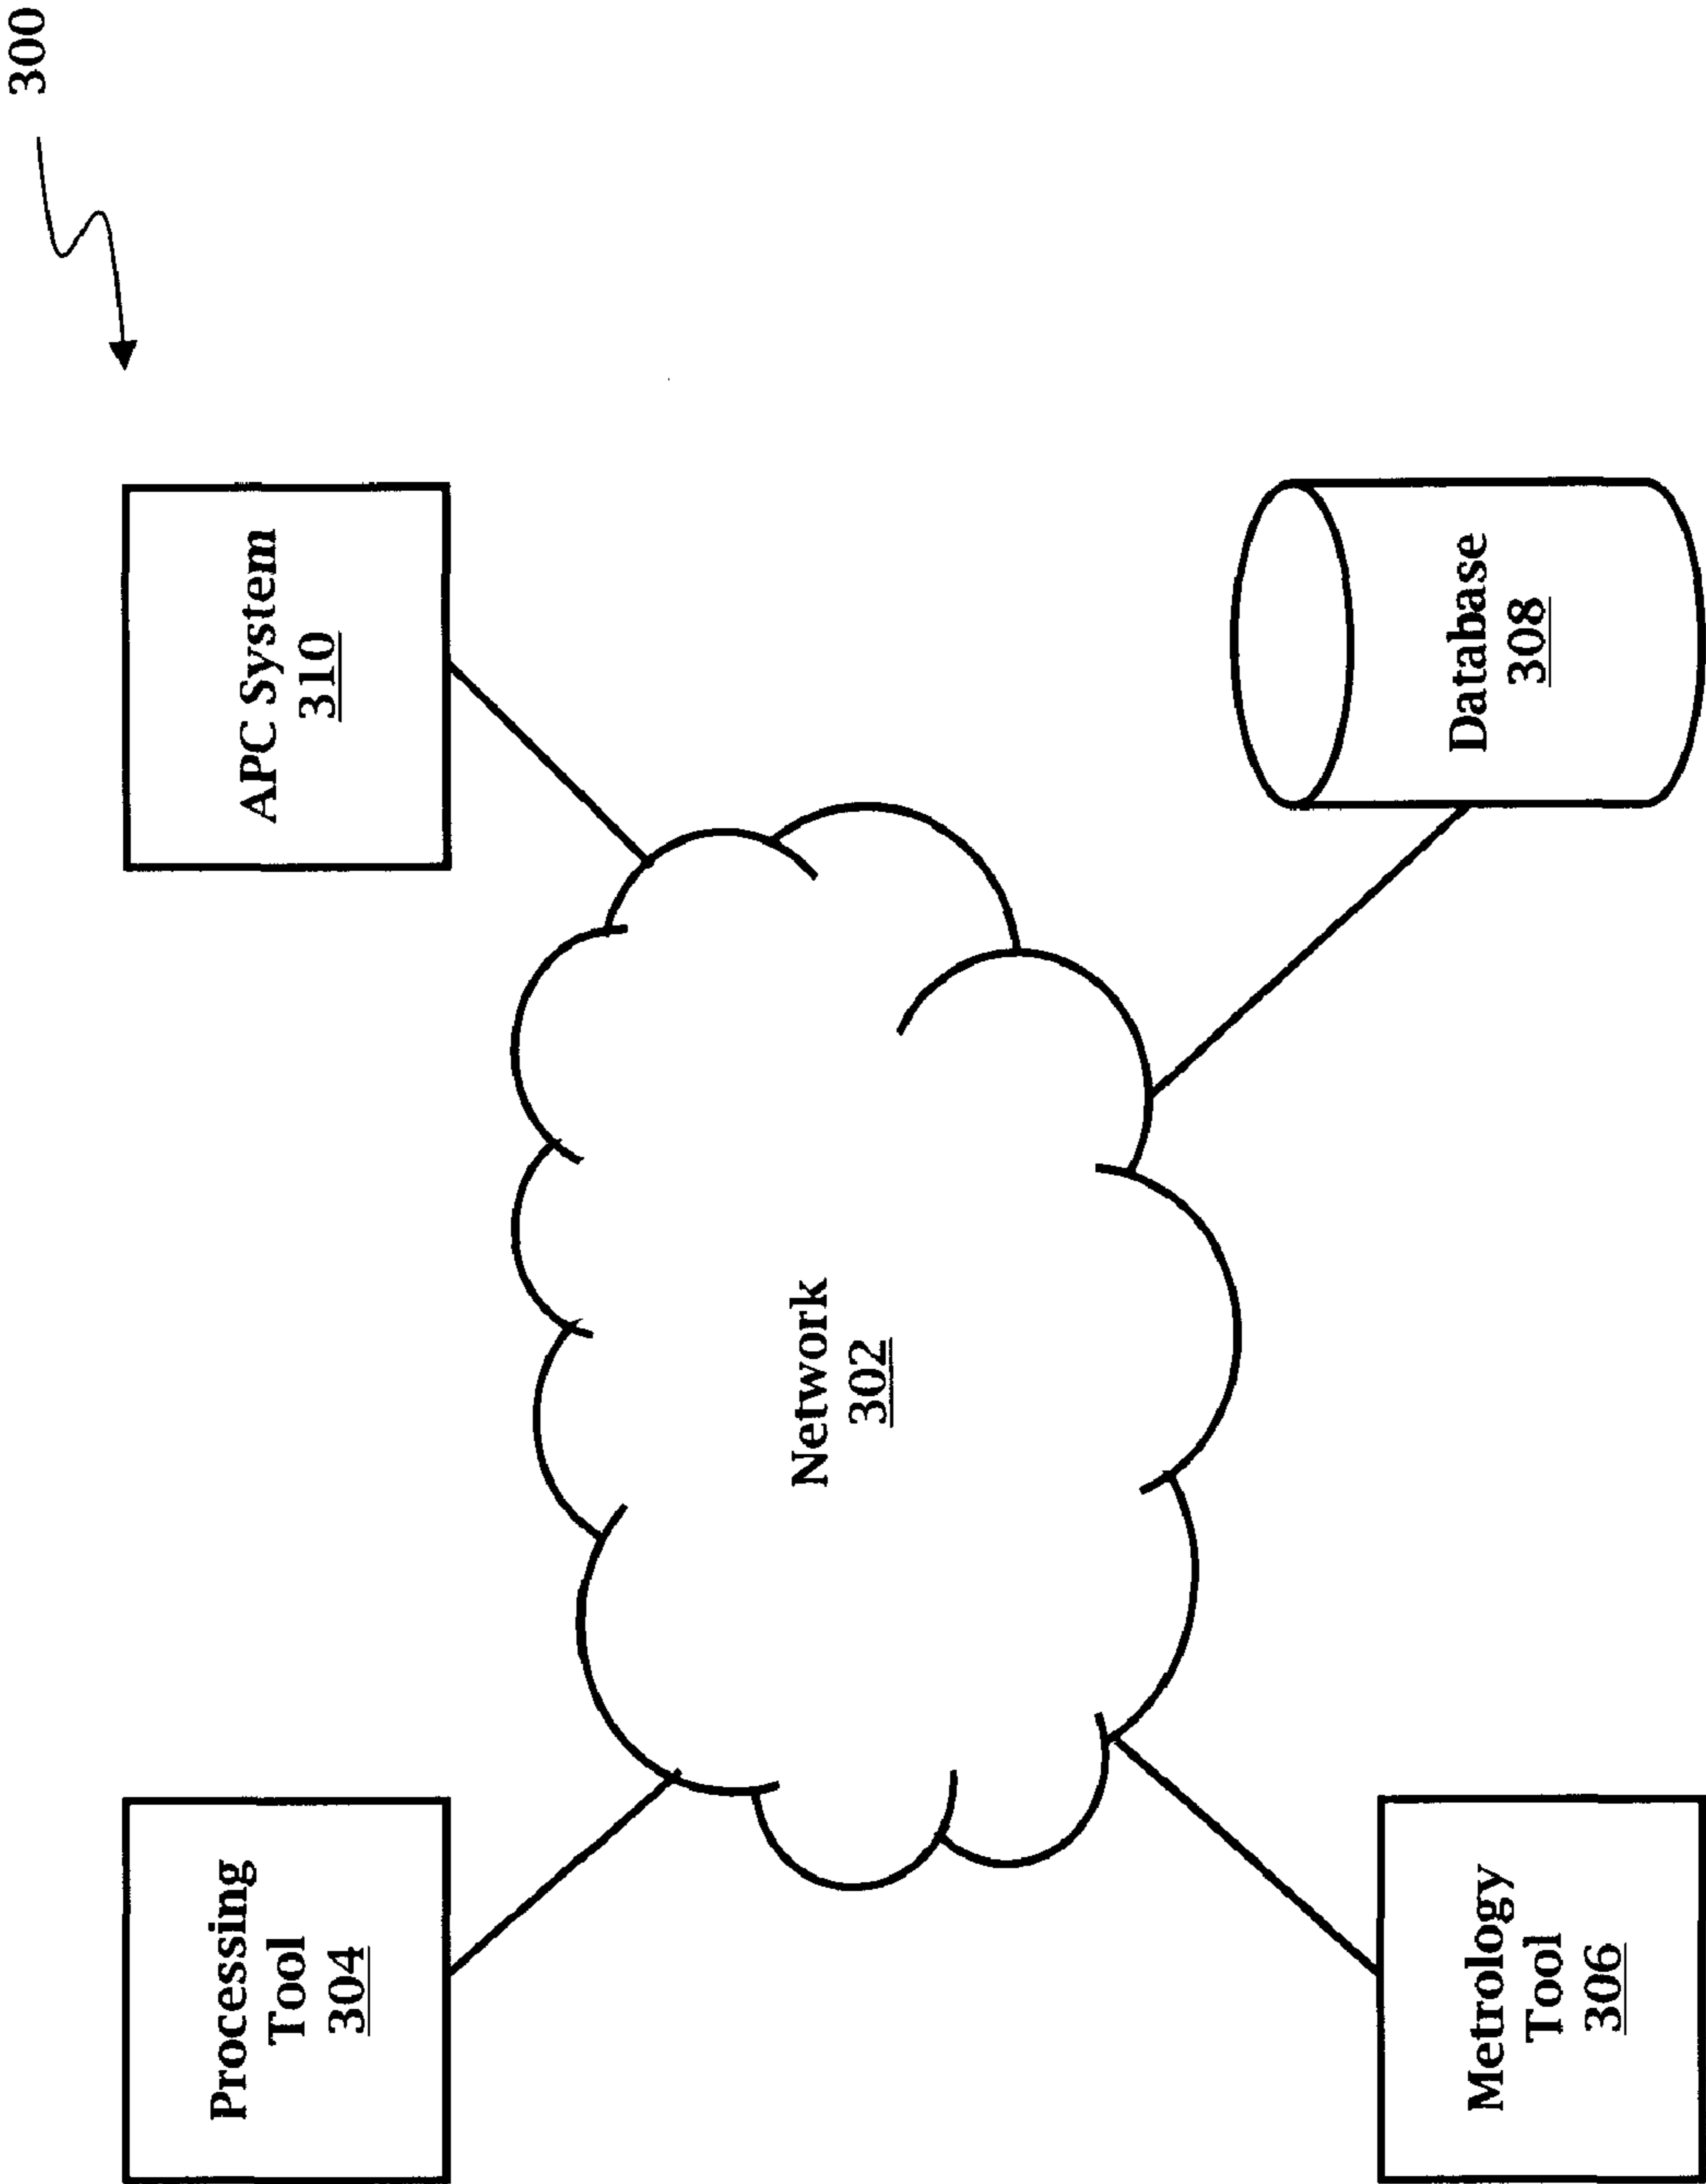 300
Processing
Tool
304
APC System
310
Network
302
Metrology
Tool
306
Database
308